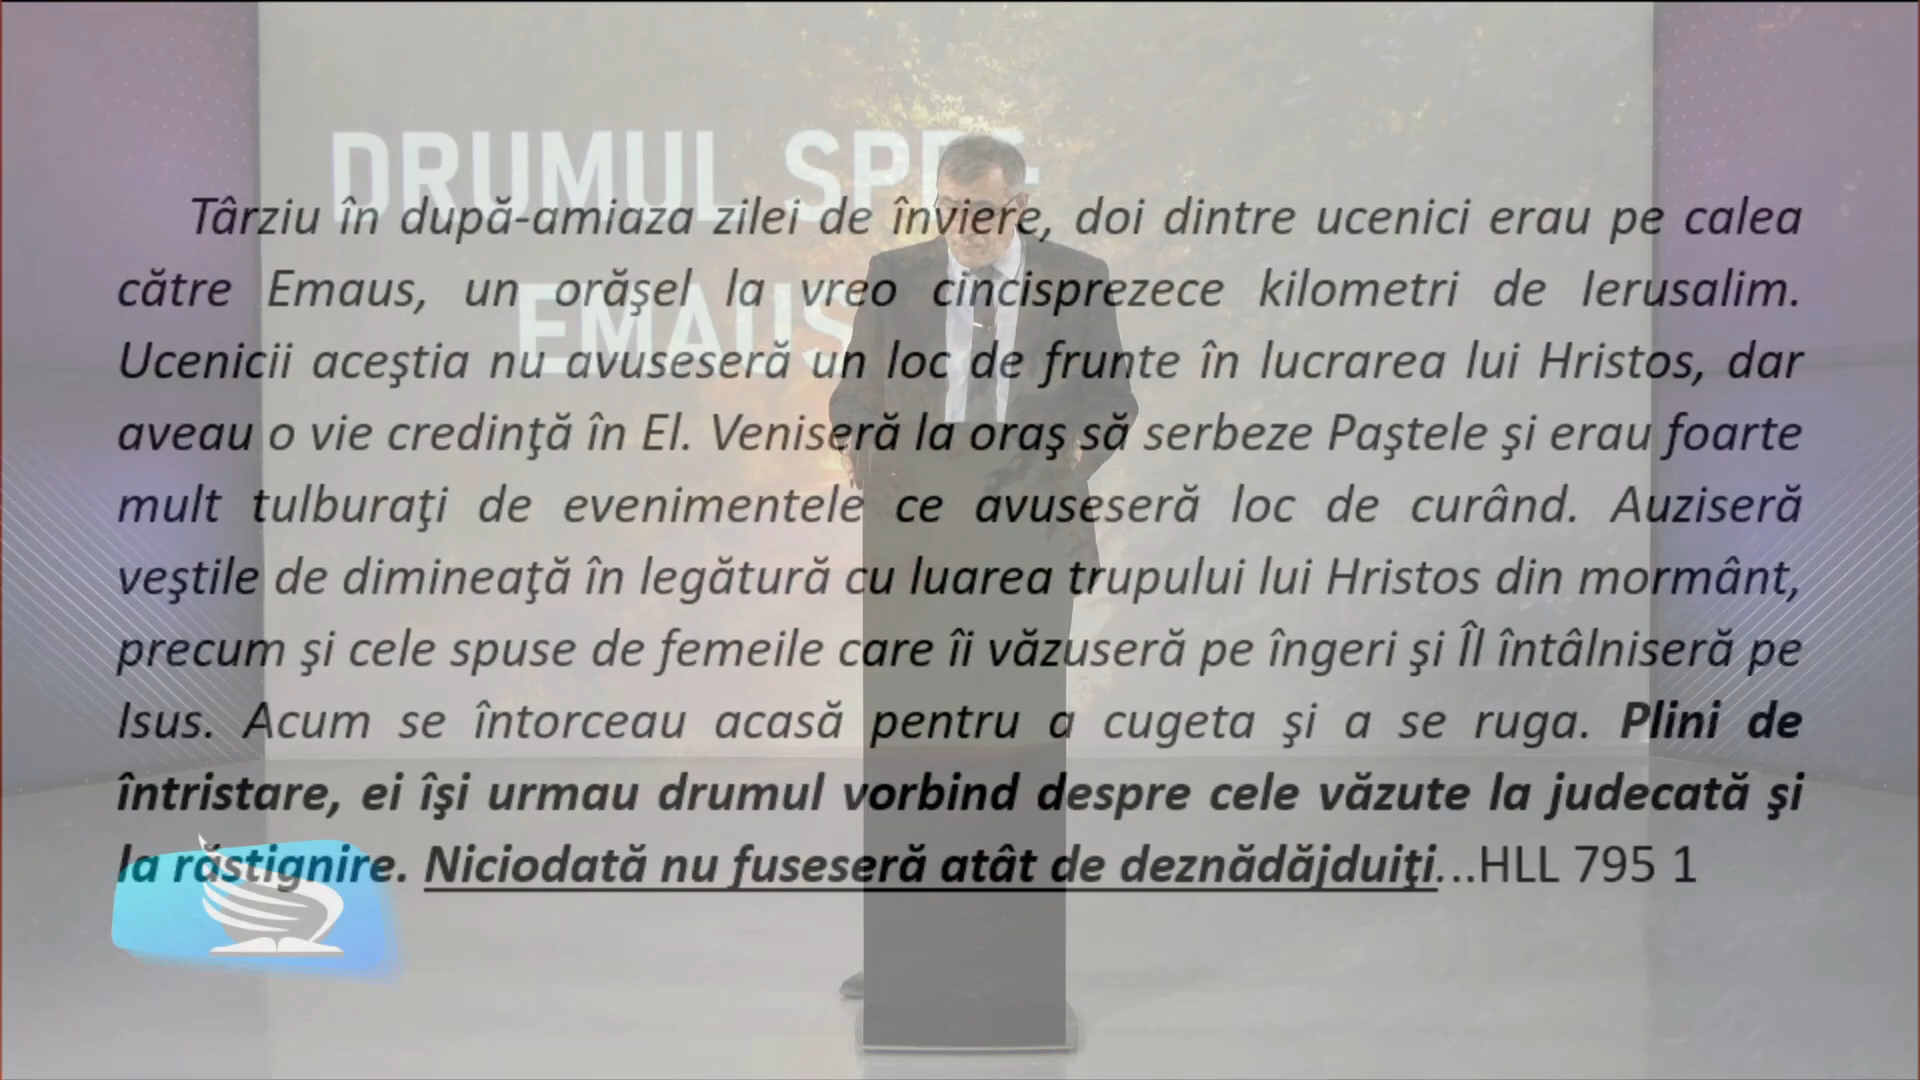 DRUMUL SPRE
EMAUS
Târziu în după-amiaza zilei de înviere, doi dintre ucenici erau pe calea
către Emaus, un orăşel la vreo cincisprezece kilometri de Ierusalim.
Ucenicii aceştia nu avuseseră un loc de frunte în lucrarea lui Hristos, dar
aveau o vie credinţă în El. Veniseră la oraş să serbeze Paştele şi erau foarte
mult tulburaţi de evenimentele ce avuseseră loc de curând. Auziseră
veştile de dimineaţă în legătură cu luarea trupului lui Hristos din mormânt,
precum şi cele spuse de femeile care îi văzuseră pe îngeri şi Îl întâlniseră pe
Isus. Acum se întorceau acasă pentru a cugeta şi a se ruga. Plini de
întristare, ei îşi urmau drumul vorbind despre cele văzute la judecată şi
la răstignire. Niciodată nu fuseseră atât de deznădăjduiţi...HLL 795 1